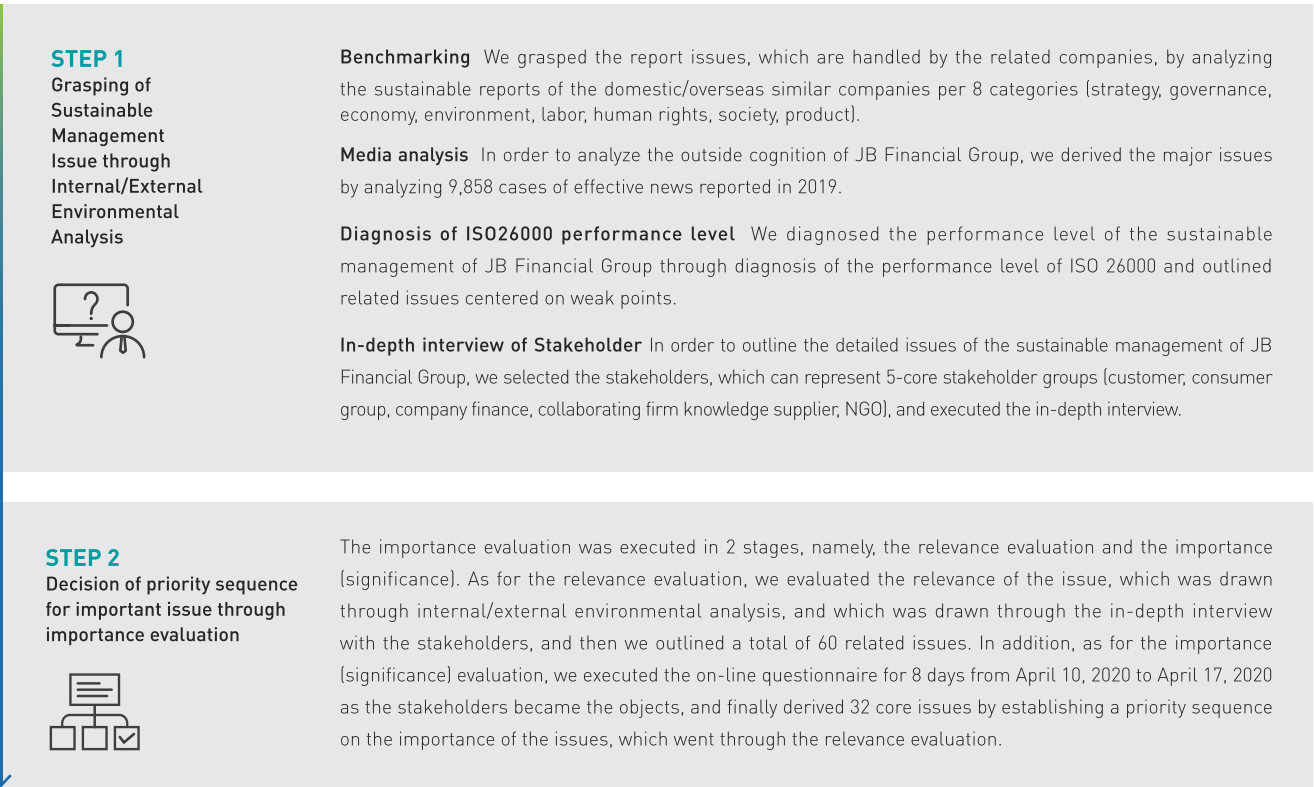 STEP 1
Grasping of
Sustainable
Management
Issue through
Internal/External
Environmental
Analysis
Benchmarking We grasped the report issues, which are handled by the related companies, by analyzing
the sustainable reports of the domestic/overseas similar companies per 8 categories (strategy, governance,
economy, environment, labor, human rights, society, product).
Media analysis In order to analyze the outside cognition of JB Financial Group, we derived the major issues
by analyzing 9,858 cases of effective news reported in 2019.
Diagnosis of ISO26000 performance level We diagnosed the performance level of the sustainable
management of JB Financial Group through diagnosis of the performance level of ISO 26000 and outlined
related issues centered on weak points.
In-depth interview of Stakeholder In order to outline the detailed issues of the sustainable management of JB
Financial Group, we selected the stakeholders, which can represent 5-core stakeholder groups (customer, consumer
group, company finance, collaborating firm knowledge supplier, NGO), and executed the in-depth interview.
STEP 2
Decision of priority sequence
for important issue through
importance evaluation
The importance evaluation was executed in 2 stages, namely, the relevance evaluation and the importance
(significance). As for the relevance evaluation, we evaluated the relevance of the issue, which was drawn
through internal/external environmental analysis, and which was drawn through the in-depth interview
with the stakeholders, and then we outlined a total of 60 related issues. In addition, as for the importance
(significance) evaluation, we executed the on-line questionnaire for 8 days from April 10, 2020 to April 17, 2020
as the stakeholders became the objects, and finally derived 32 core issues by establishing a priority sequence
on the importance of the issues, which went through the relevance evaluation.